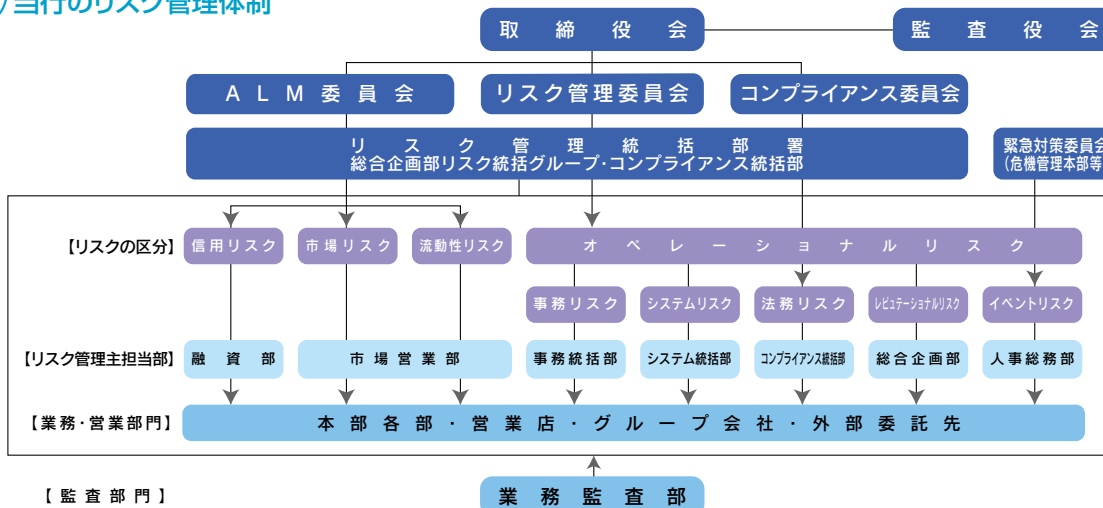 当行のリスク管理体制
取締役会
監査役会
ALM委員会
リスク管理委員会
コンプライアンス委員会
リスク管理統括部署
総合企画部リスク統括グループ・コンプライアンス統括部
緊急対策委員会
(危機管理本部等
【リスクの区分】
信用リスク
市場リスク
流動性リスク
オペレーショナルリスク
事務リスク
システムリスク
法務リスク
レピュテーショナルリスク
イベントリスク
【リスク管理主担当部】
融資部
市場営業部
事務統括部
システム統括部
コンプライアンス統括部
総合企画部
人事総務部
【業務・営業部門】
本部各部・営業店・グループ会社・外部委託先
【監査部門】
業務監査部